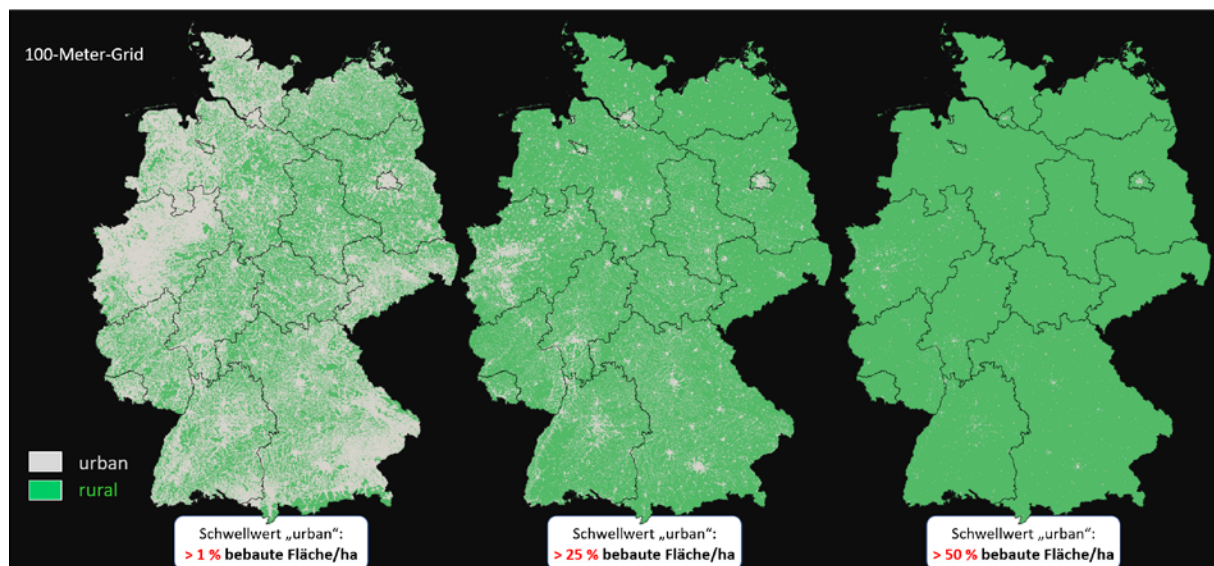 100-Meter-Grid
urban
rural
Schwellwert „urban“:
> 1 % bebaute Fläche/ha
Schwellwert „urban“:
> 25 % bebaute Fläche/ha
Schwellwert „urban“:
> 50 % bebaute Fläche/ha